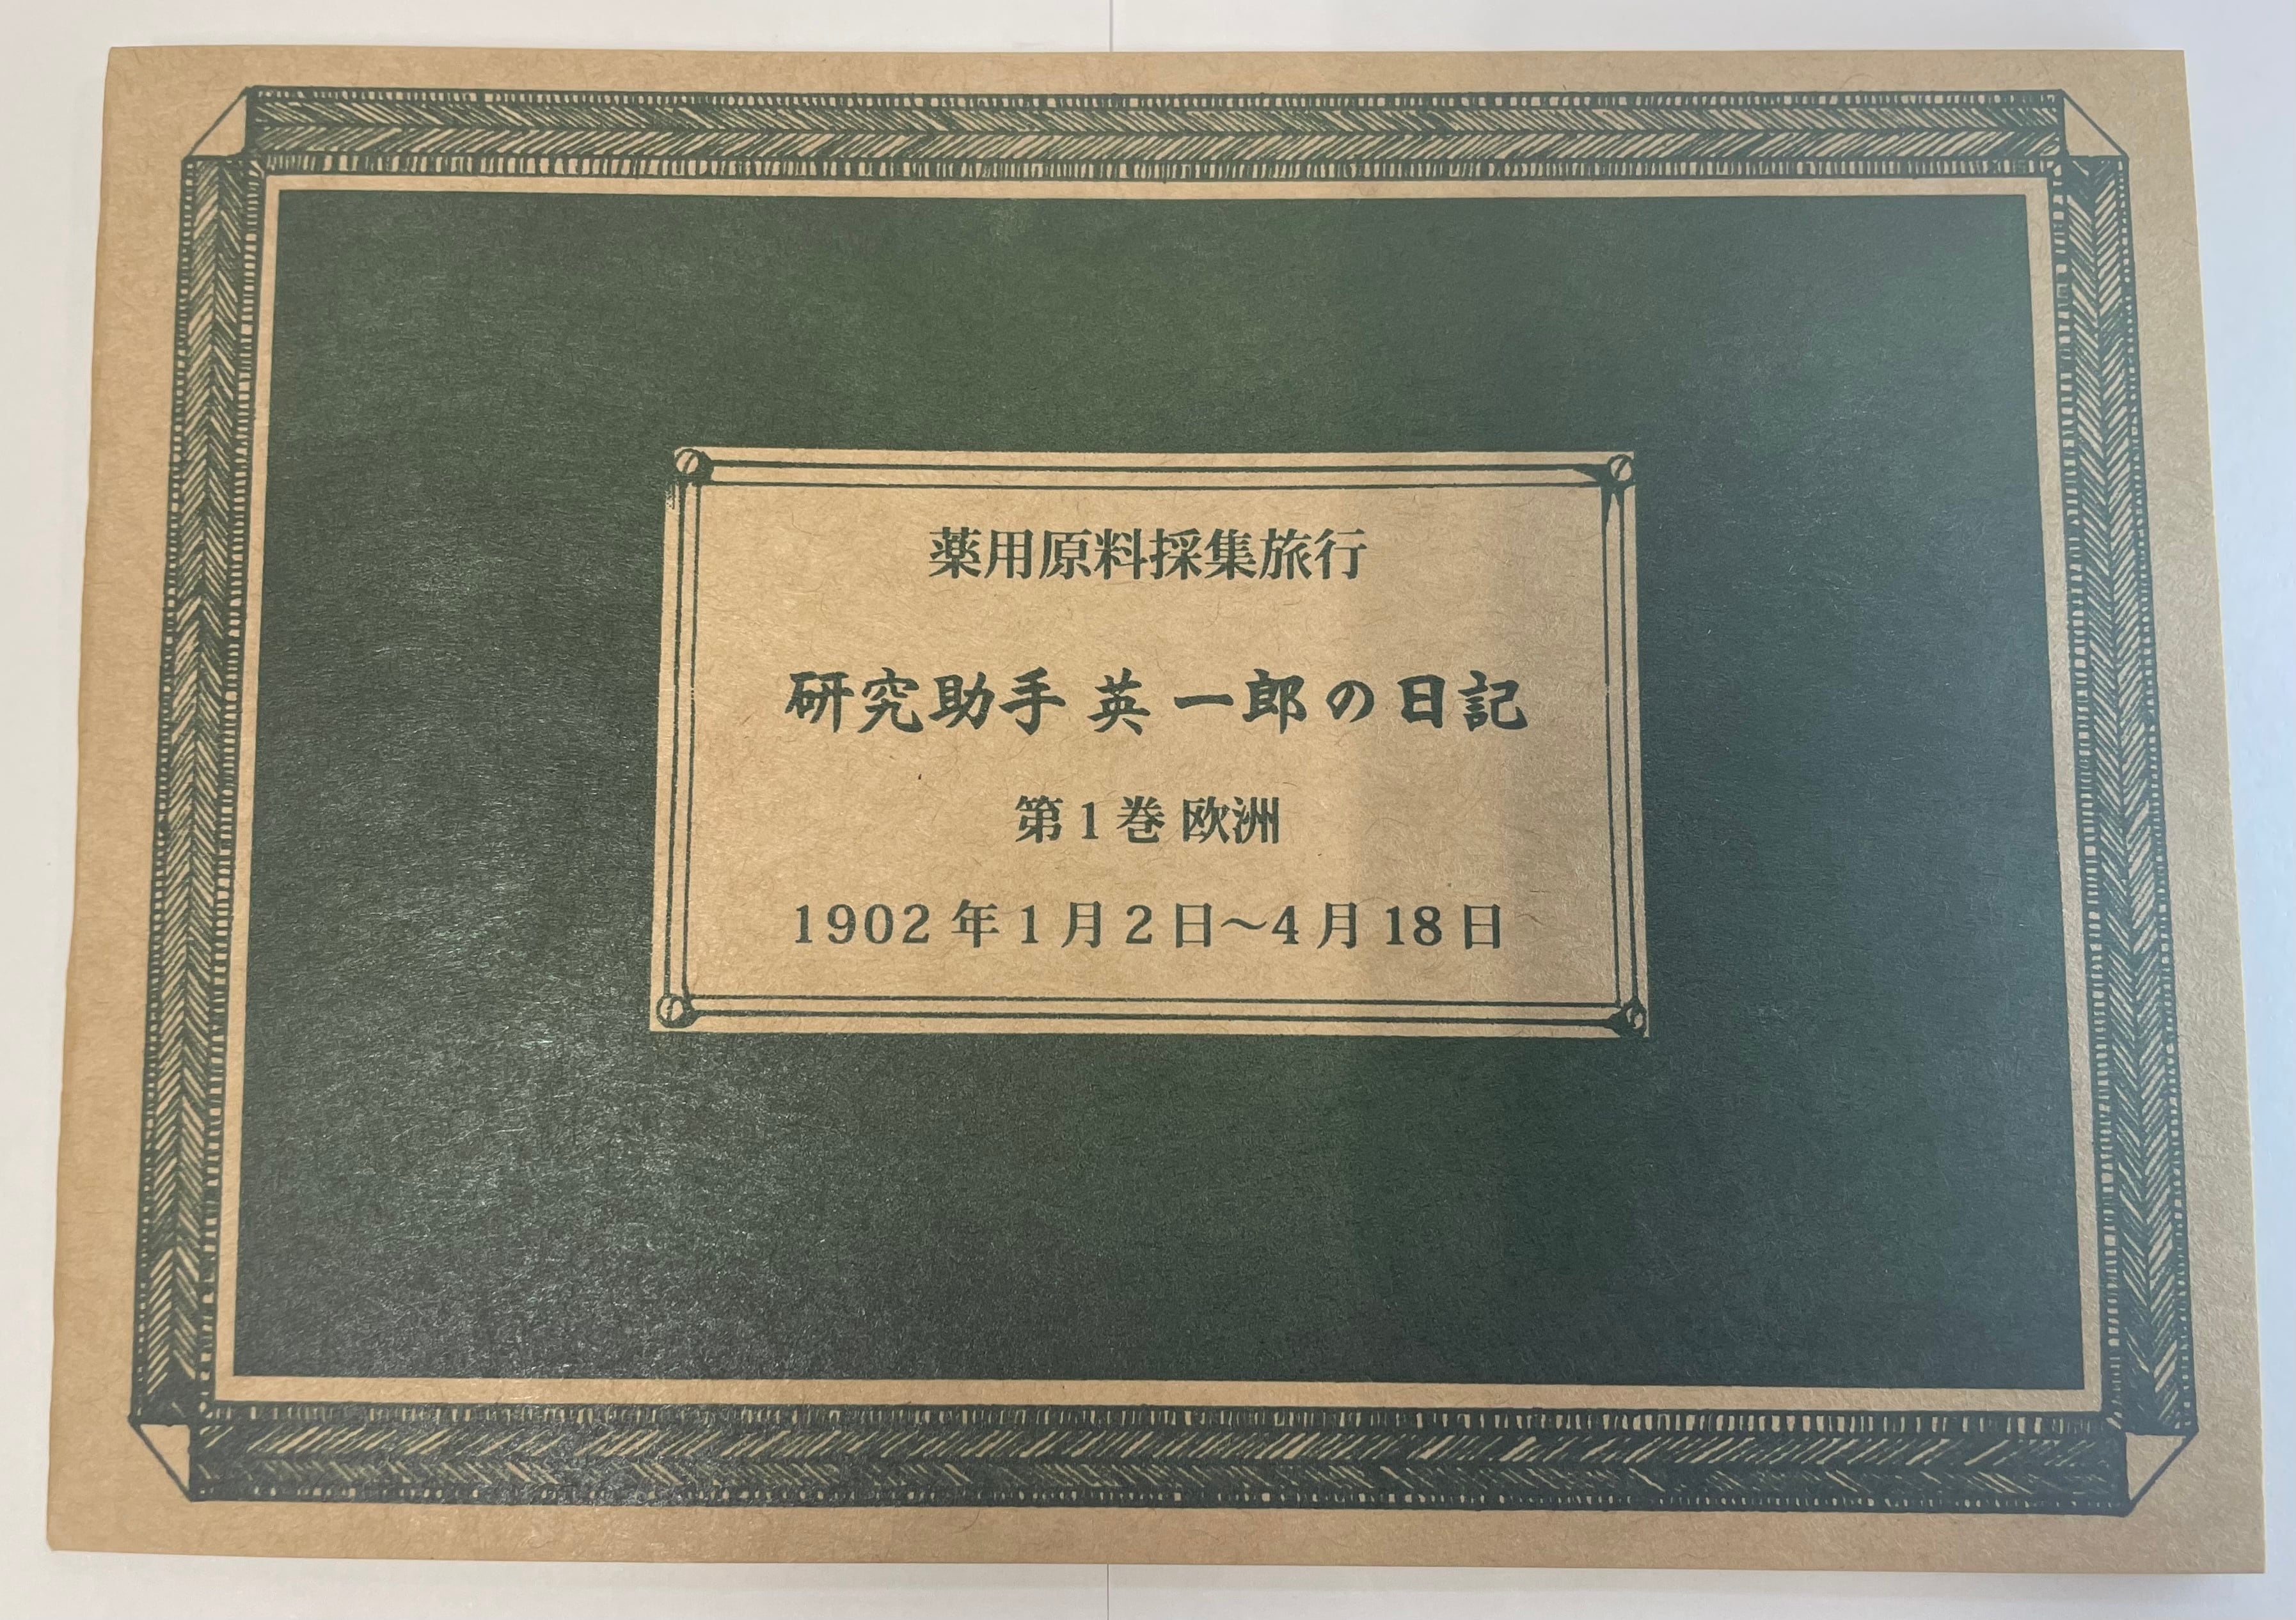 薬用原料採集旅行
研究助手 英一郎の日記
第1巻 欧洲
1902年1月2日～4月18日